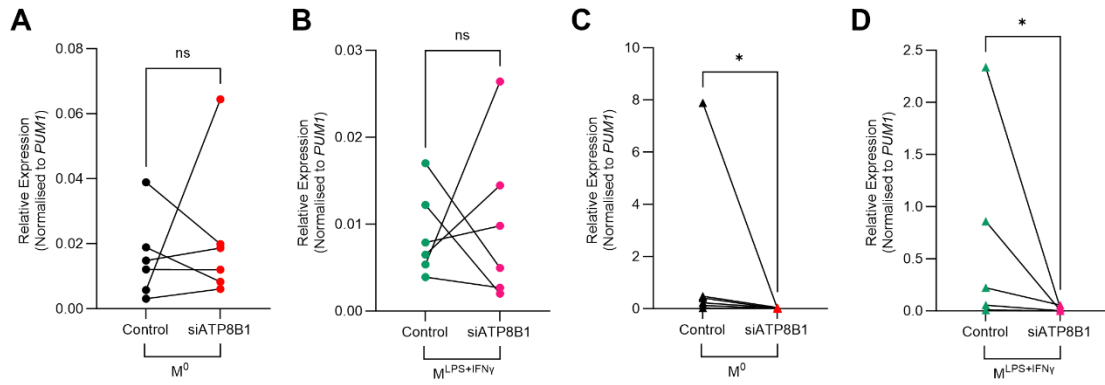 A
Relative Expression
(Normalised to PUM1)
0.08
0.06
0.04
0.02
0.00
ns
Control siATP8B1
M⁰
B
Relative Expression
(Normalised to PUM1)
0.03
0.02
0.01
0.00
ns
Control siATP8B1
Mᴸᴾˢ⁺ᴵᶠᴺᵞ
C
Relative Expression
(Normalised to PUM1)
10
8
6
4
2
0
*
Control siATP8B1
M⁰
D
Relative Expression
(Normalised to PUM1)
2.5
2.0
1.5
1.0
0.5
0.0
*
Control siATP8B1
Mᴸᴾˢ⁺ᴵᶠᴺᵞ